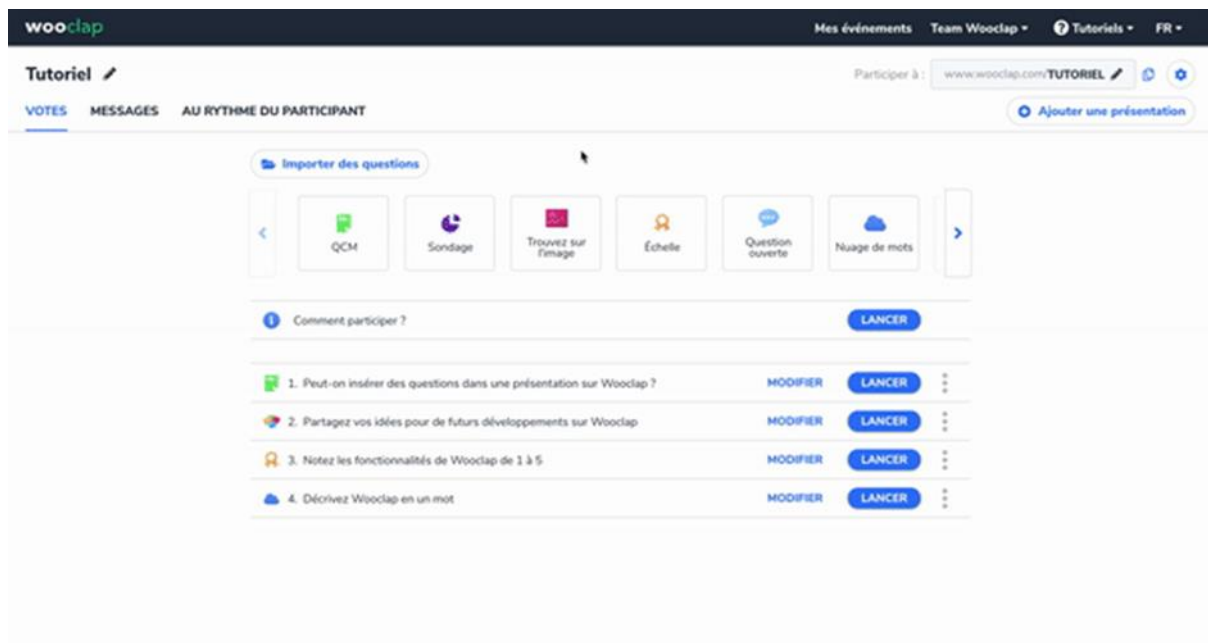 wooclap
Mes événements Team Wooclap FR
Tutoriels
Tutoriel
Participer à : www.wooclap.com/TUTORIEL
VOTES MESSAGES AU RYTHME DU PARTICIPANT
Ajouter une présentation
Importer des questions
QCM
Sondage
Trouvez sur
l'image
Échelle
Question
ouverte
Nuage de mots
Comment participer ? LANCER
1. Peut-on insérer des questions dans une présentation sur Wooclap ? MODIFIER LANCER
2. Partagez vos idées pour de futurs développements sur Wooclap MODIFIER LANCER
3. Notez les fonctionnalités de Wooclap de 1 à 5 MODIFIER LANCER
4. Décrivez Wooclap en un mot MODIFIER LANCER